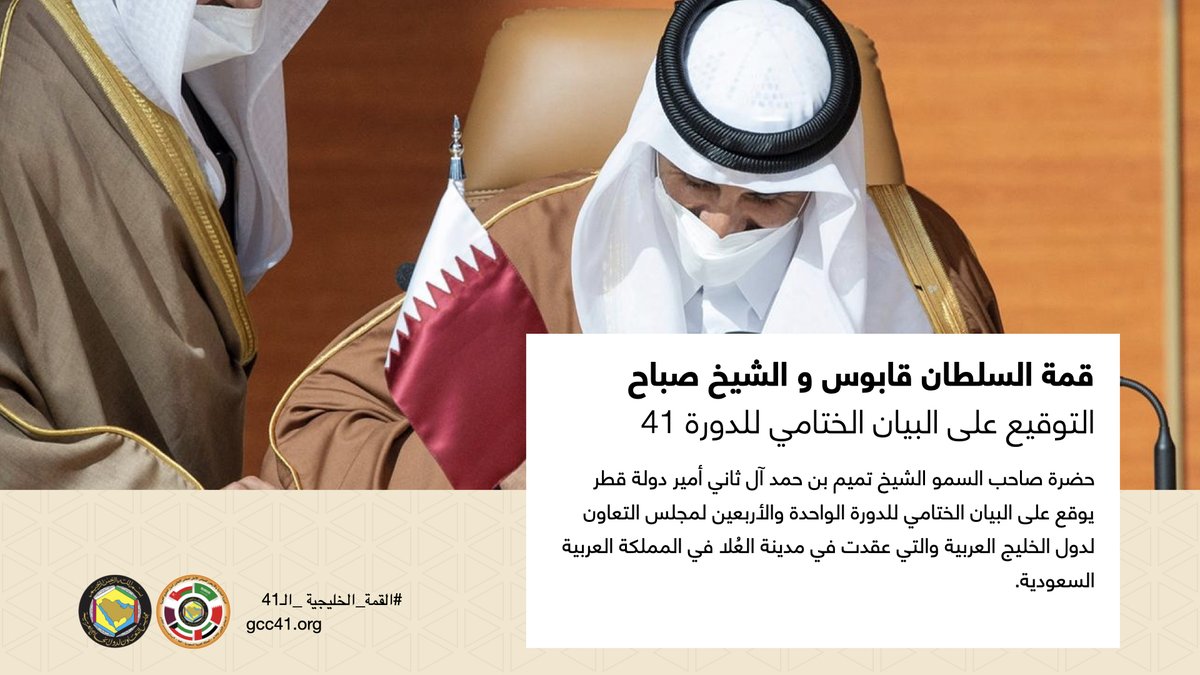 قمة السلطان قابوس و الشيخ صباح
التوقيع على البيان الختامي للدورة 41
حضرة صاحب السمو الشيخ تميم بن حمد آل ثاني أمير دولة قطر
يوقع على البيان الختامي للدورة الواحدة والأربعين لمجلس التعاون
لدول الخليج العربية والتي عقدت في مدينة العُلا في المملكة العربية
السعودية.
#القمة_الخليجية _الـ41
gcc41.org